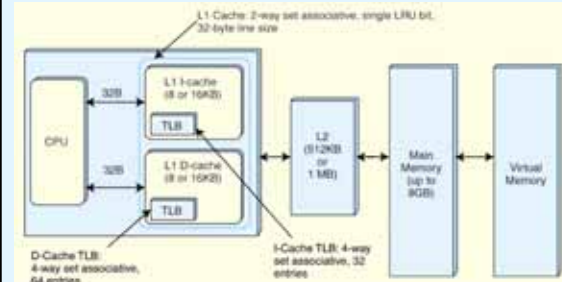 L1 Cache: 2-way set associative, single LRU bit,
32-byte line size
CPU
32B
32B
L1 I-cache
(8 or 16KB)
TLB
L1 D-cache
(8 or 16KB)
TLB
L2
(512KB
or
1 MB)
Main
Memory
(up to
8GB)
Virtual
Memory
D-Cache TLB:
4-way set associative,
64 entries
I-Cache TLB: 4-way
set associative, 32
entries